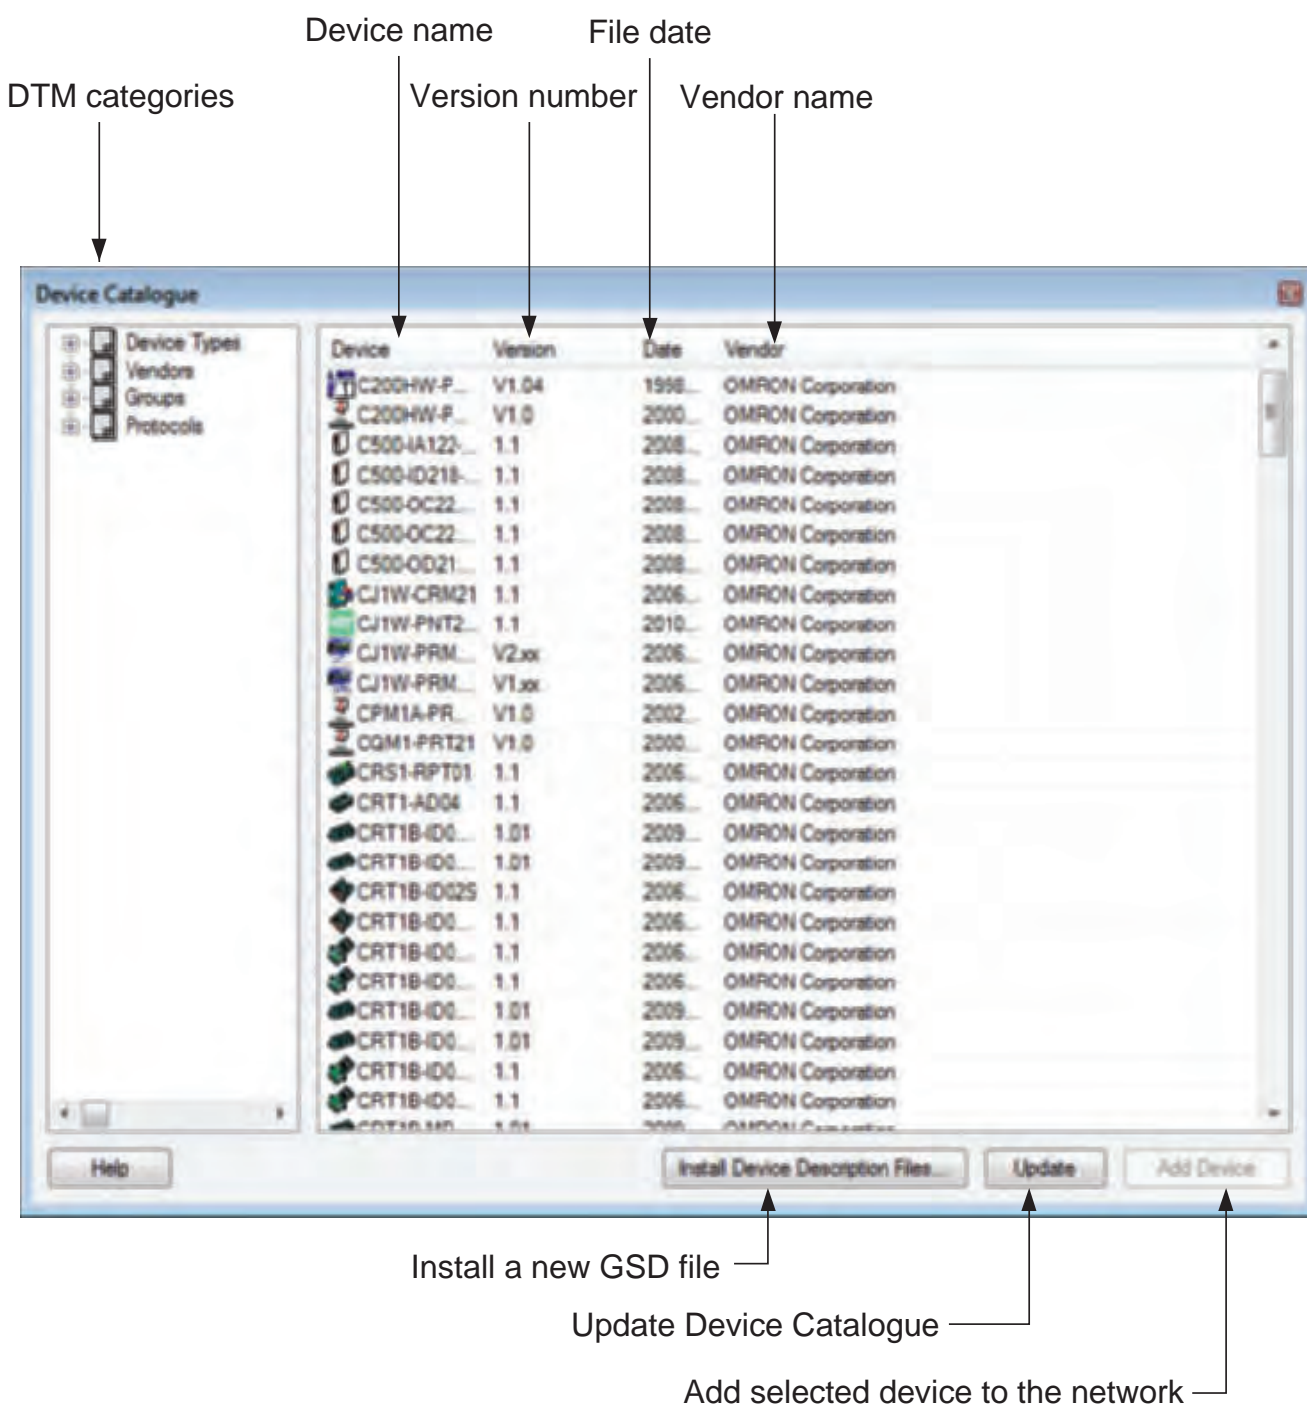 Device name
File date
DTM categories
Version number
Vendor name
Device Catalogue
Device Types
Vendors
Groups
Protocols
Device Version Date Vendor
C200HW-P... V1.04 1998... OMRON Corporation
C200HW-P... V1.0 2000... OMRON Corporation
C500-IA122-... 1.1 2008... OMRON Corporation
C500-ID218-... 1.1 2008... OMRON Corporation
C500-OC22... 1.1 2008... OMRON Corporation
C500-OC22... 1.1 2008... OMRON Corporation
C500-OD21... 1.1 2008... OMRON Corporation
CJ1W-CRM21 1.1 2006... OMRON Corporation
CJ1W-PNT2... 1.1 2010... OMRON Corporation
CJ1W-PRM... V2.xx 2006... OMRON Corporation
CJ1W-PRM... V1.xx 2006... OMRON Corporation
CPM1A-PR... V1.0 2002... OMRON Corporation
CQM1-PRT21 V1.0 2000... OMRON Corporation
CRS1-RPT01 1.1 2006... OMRON Corporation
CRT1-AD04 1.1 2006... OMRON Corporation
CRT1B-ID0... 1.01 2009... OMRON Corporation
CRT1B-ID0... 1.01 2009... OMRON Corporation
CRT1B-ID02S 1.1 2006... OMRON Corporation
CRT1B-ID0... 1.1 2006... OMRON Corporation
CRT1B-ID0... 1.1 2006... OMRON Corporation
CRT1B-ID0... 1.1 2006... OMRON Corporation
CRT1B-ID0... 1.01 2009... OMRON Corporation
CRT1B-ID0... 1.01 2009... OMRON Corporation
CRT1B-ID0... 1.1 2006... OMRON Corporation
CRT1B-ID0... 1.1 2006... OMRON Corporation
Help
Install Device Description Files...
Update
Add Device
Install a new GSD file
Update Device Catalogue
Add selected device to the network